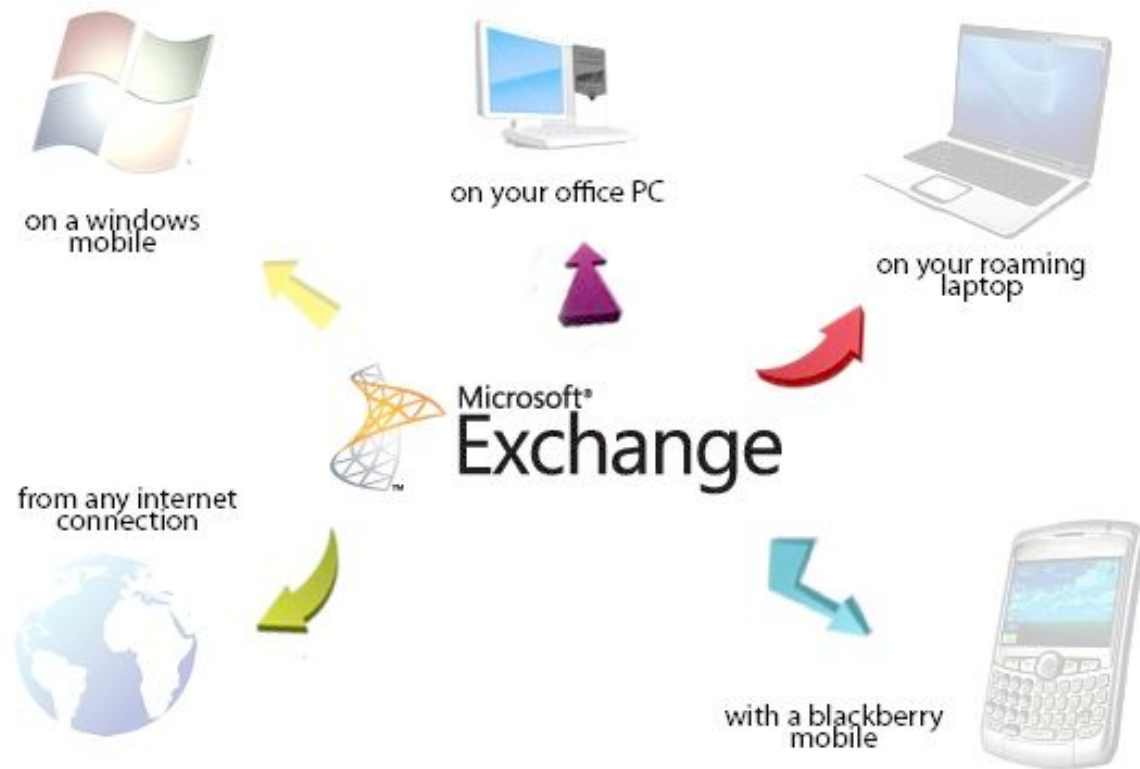 on a windows
mobile
on your office PC
on your roaming
laptop
Microsoft®
Exchange
™
from any internet
connection
with a blackberry
mobile